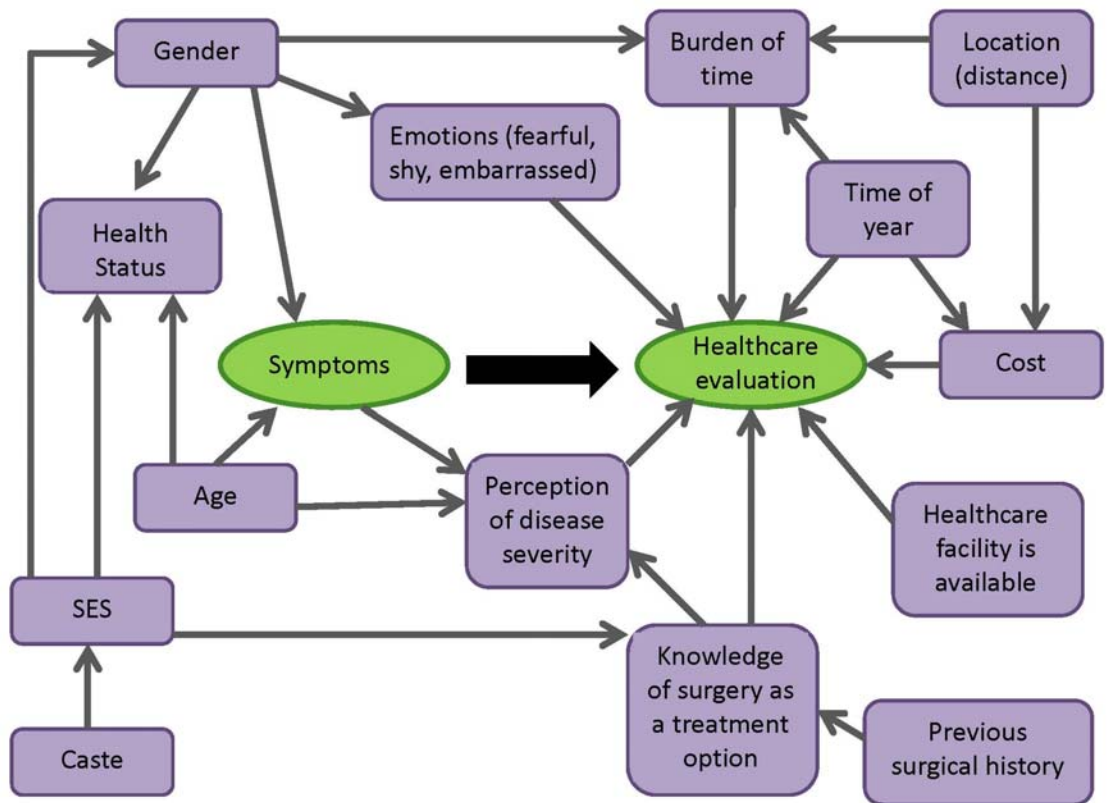 Gender
Burden of
time
Location
(distance)
Emotions (fearful,
shy, embarrassed)
Time of
year
Health
Status
Symptoms
Healthcare
evaluation
Cost
Age
Perception
of disease
severity
Healthcare
facility is
available
SES
Knowledge
of surgery as
a treatment
option
Caste
Previous
surgical history